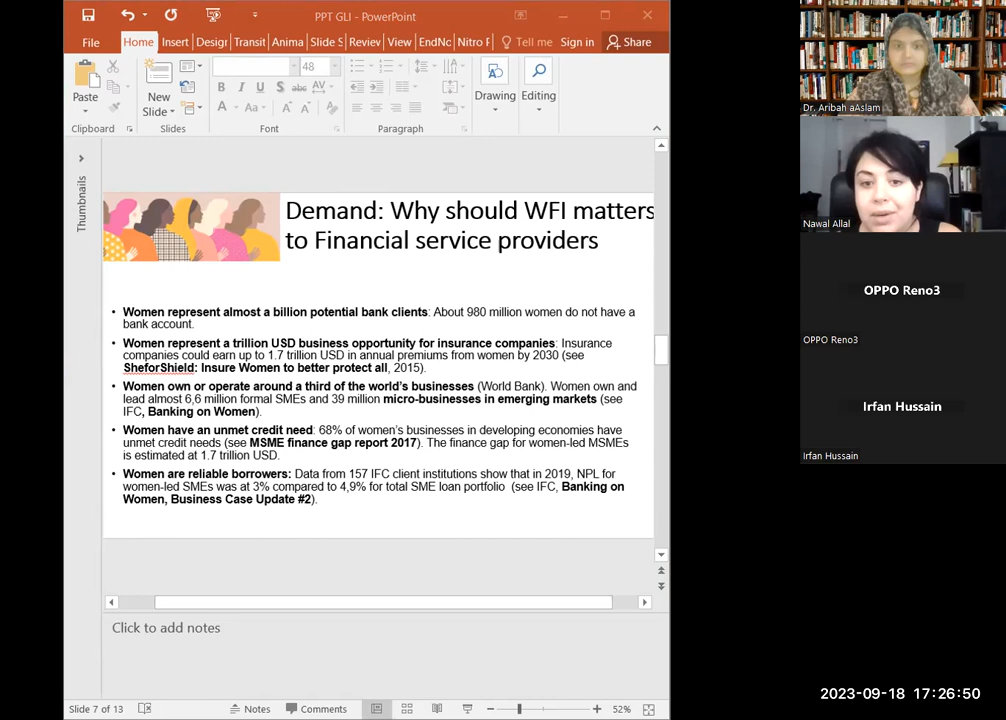 PPT GLI - PowerPoint
File Home Insert Desigr Transit Anima Slide S Review View EndNc Nitro F Tell me Sign in Share
48
Paste New Slide Drawing Editing
B I U S abc AV
A Aa A A
Clipboard Slides Font Paragraph
Thumbnails
Demand: Why should WFI matters
to Financial service providers
• Women represent almost a billion potential bank clients: About 980 million women do not have a
bank account.
• Women represent a trillion USD business opportunity for insurance companies: Insurance
companies could earn up to 1.7 trillion USD in annual premiums from women by 2030 (see
SheforShield: Insure Women to better protect all, 2015).
• Women own or operate around a third of the world's businesses (World Bank). Women own and
lead almost 6,6 million formal SMEs and 39 million micro-businesses in emerging markets (see
IFC, Banking on Women).
• Women have an unmet credit need: 68% of women's businesses in developing economies have
unmet credit needs (see MSME finance gap report 2017). The finance gap for women-led MSMEs
is estimated at 1.7 trillion USD.
• Women are reliable borrowers: Data from 157 IFC client institutions show that in 2019, NPL for
women-led SMEs was at 3% compared to 4,9% for total SME loan portfolio (see IFC, Banking on
Women, Business Case Update #2).
Click to add notes
Slide 7 of 13 Notes Comments 52%
Dr. Aribah aAslam
Nawal Allal
OPPO Reno3
OPPO Reno3
Irfan Hussain
Irfan Hussain
2023-09-18 17:26:50